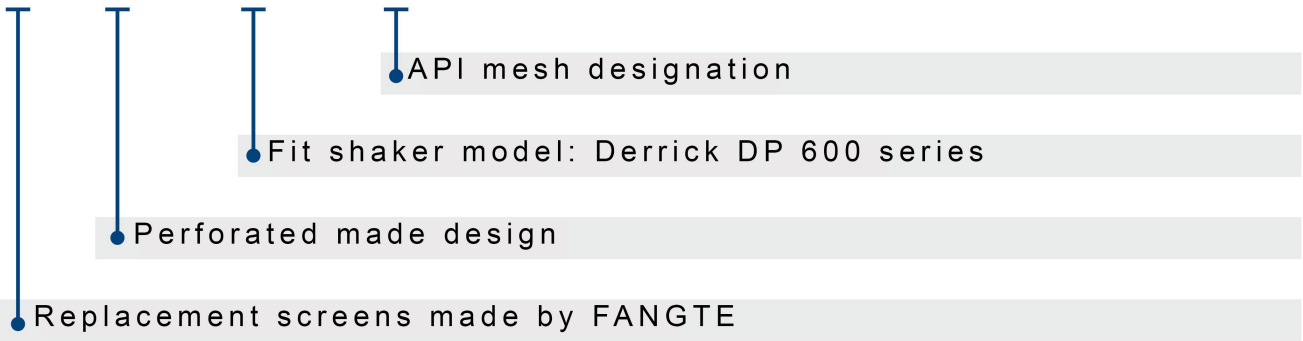 API mesh designation
Fit shaker model: Derrick DP 600 series
Perforated made design
Replacement screens made by FANGTE